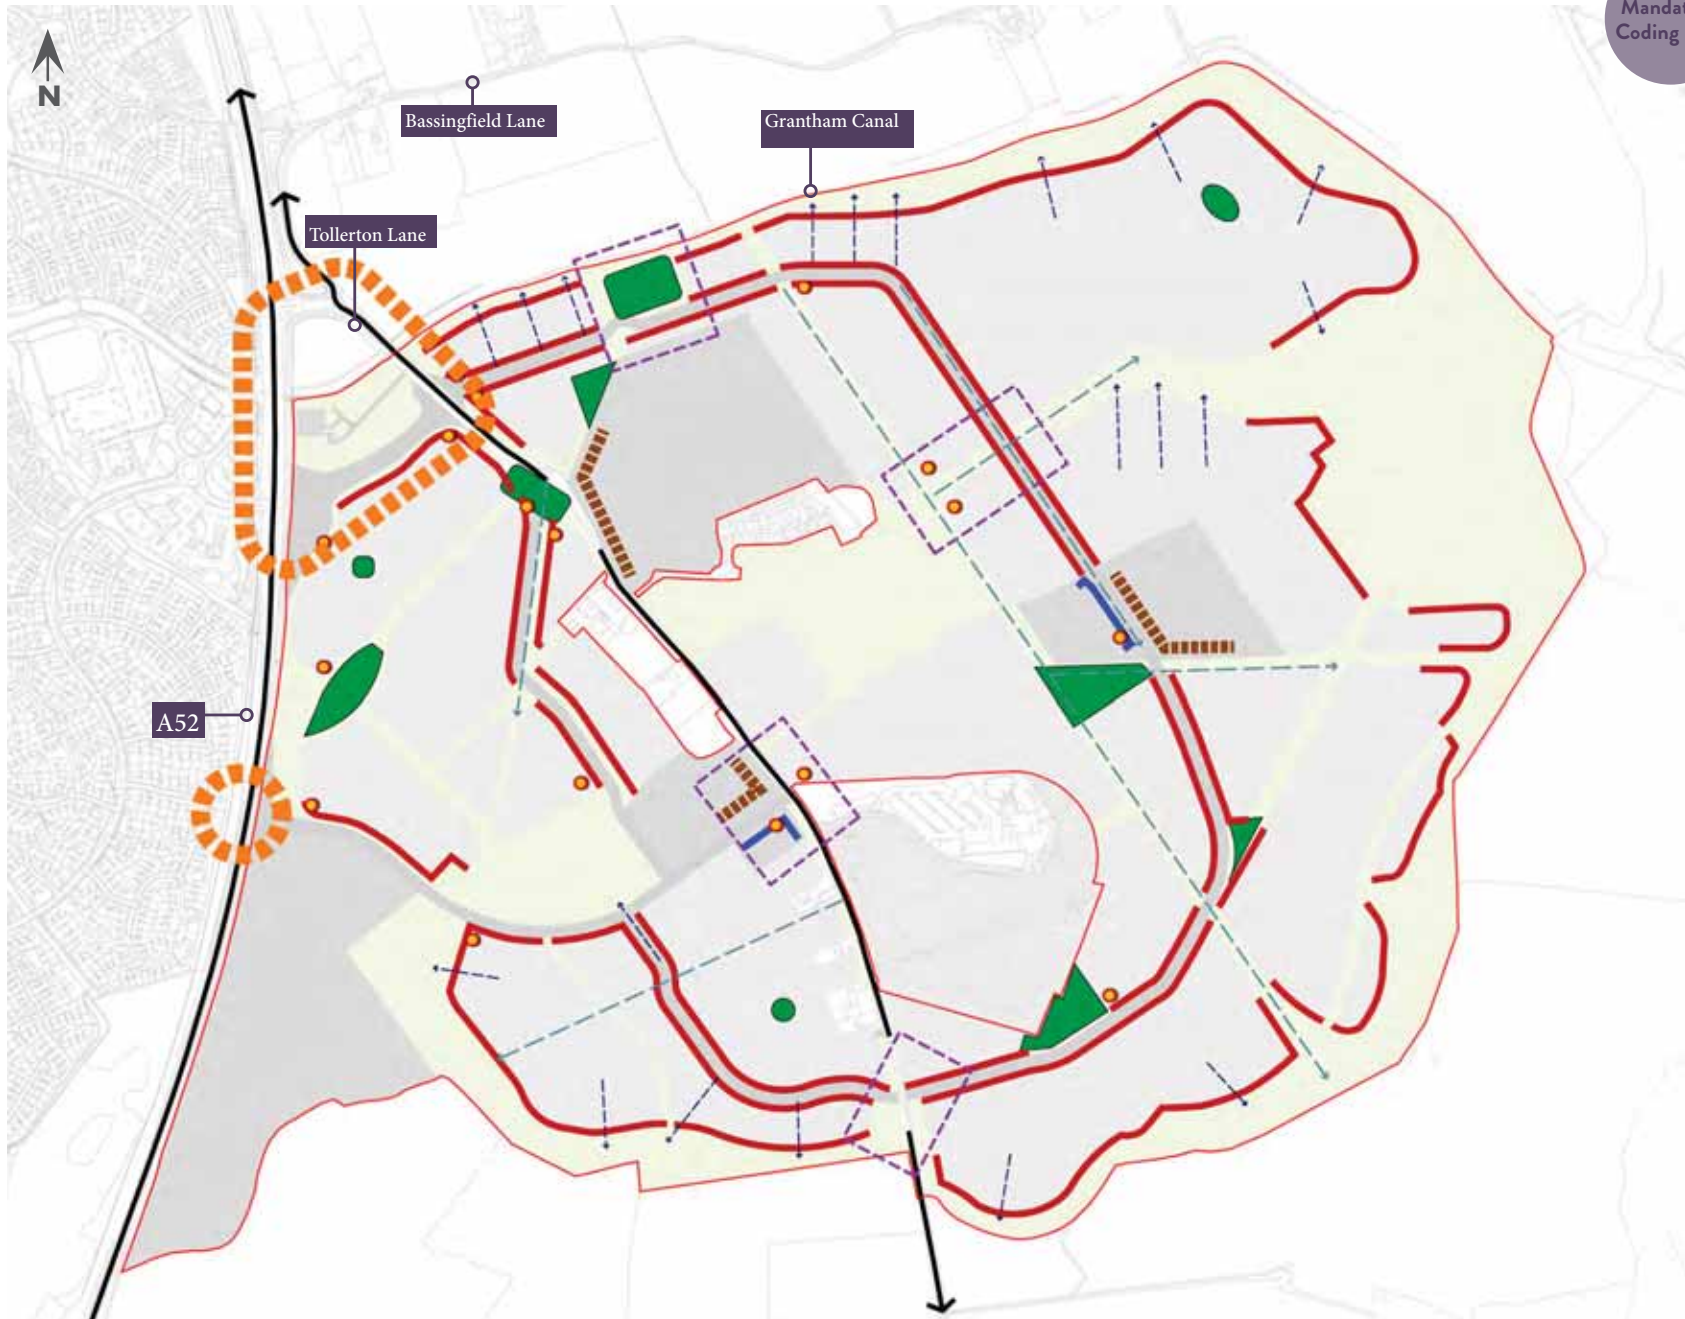 Coding
N
Bassingfield Lane
Grantham Canal
Tollerton Lane
A52